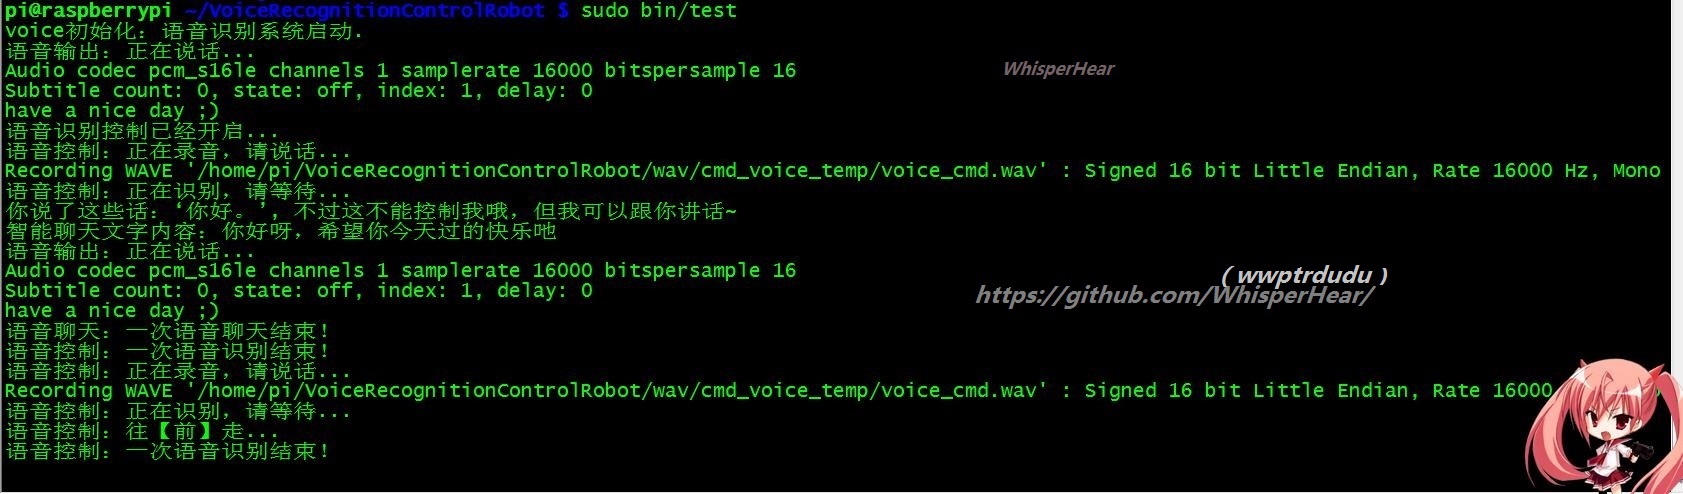 pi@raspberrypi ~/VoiceRecognitionControlRobot $ sudo bin/test
voice初始化: 语音识别系统启动.
语音输出: 正在说话...
Audio codec pcm_s16le channels 1 samplerate 16000 bitspersample 16
WhisperHear
Subtitle count: 0, state: off, index: 1, delay: 0
have a nice day ;)
语音识别控制已经开启...
语音控制: 正在录音，请说话...
Recording WAVE '/home/pi/VoiceRecognitionControlRobot/wav/cmd_voice_temp/voice_cmd.wav' : Signed 16 bit Little Endian, Rate 16000 Hz, Mono
语音控制: 正在识别，请等待...
你说了这些话: ‘你好。’, 不过这不能控制我哦，但我可以跟你讲话~
智能聊天文字内容: 你好呀，希望你今天过的快乐吔
语音输出: 正在说话...
Audio codec pcm_s16le channels 1 samplerate 16000 bitspersample 16
(wwptrdudu)
Subtitle count: 0, state: off, index: 1, delay: 0
https://github.com/WhisperHear/
have a nice day ;)
语音聊天: 一次语音聊天结束!
语音控制: 一次语音识别结束!
语音控制: 正在录音，请说话...
Recording WAVE '/home/pi/VoiceRecognitionControlRobot/wav/cmd_voice_temp/voice_cmd.wav' : Signed 16 bit Little Endian, Rate 16000
语音控制: 正在识别，请等待...
语音控制: 往【前】走...
语音控制: 一次语音识别结束!